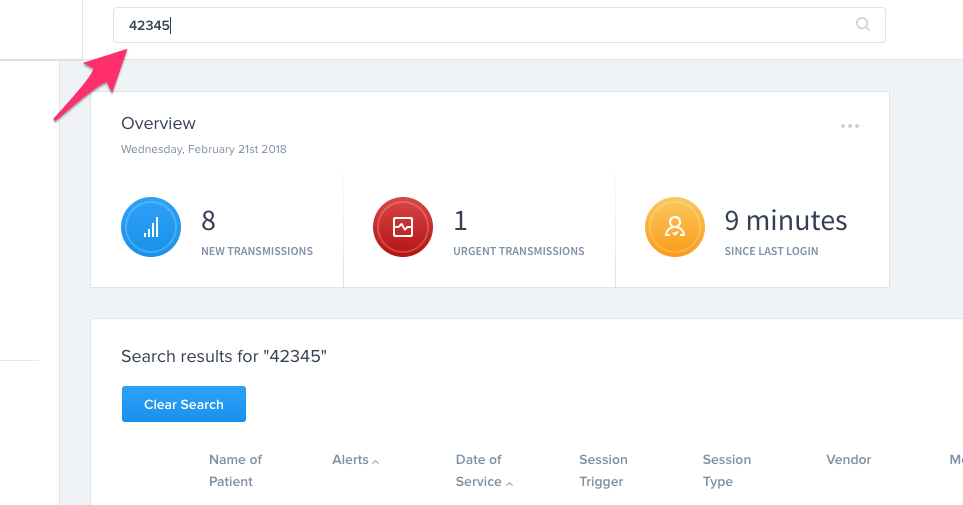 42345
Overview
Wednesday, February 21st 2018
8
NEW TRANSMISSIONS
1
URGENT TRANSMISSIONS
9 minutes
SINCE LAST LOGIN
Search results for "42345"
Clear Search
Name of
Patient
Alerts
Date of
Service
Session
Trigger
Session
Type
Vendor